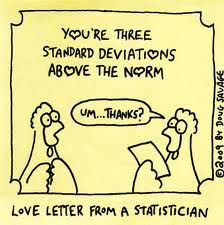 YOU'RE THREE
STANDARD DEVIATIONS
ABOVE THE NORM
UM...THANKS?
©2009 BY DOUG SAVAGE
LOVE LETTER FROM A STATISTICIAN